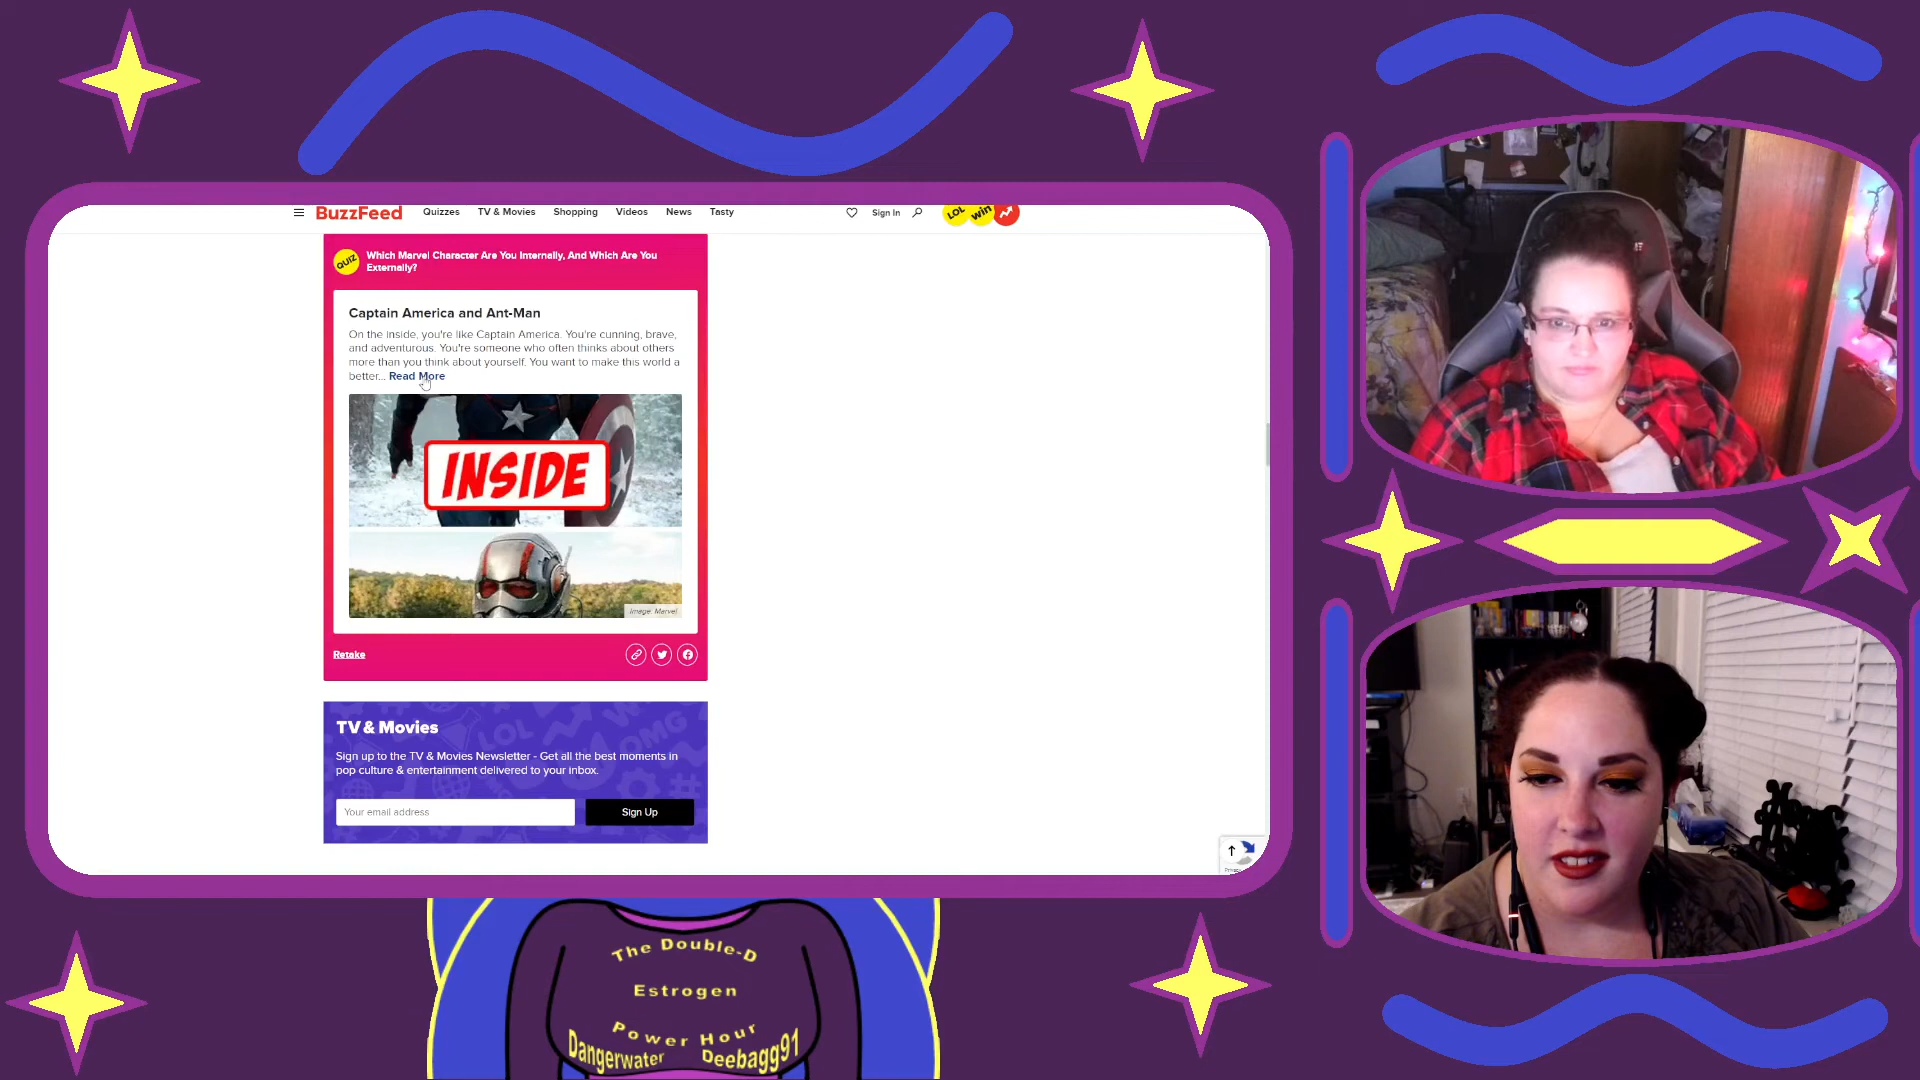 BuzzFeed Quizzes TV & Movies Shopping Videos News Tasty Sign In LOL win
QUIZ Which Marvel Character Are You Internally, And Which Are You
Externally?
Captain America and Ant-Man
On the inside, you're like Captain America. You're cunning, brave,
and adventurous. You're someone who often thinks about others
more than you think about yourself. You want to make this world a
better... Read More
INSIDE
Image: Marvel
Retake
TV & Movies
Sign up to the TV & Movies Newsletter - Get all the best moments in
pop culture & entertainment delivered to your inbox.
Your email address Sign Up
The Double-D
Estrogen
Power Hour
Dangerwater Deebagg91